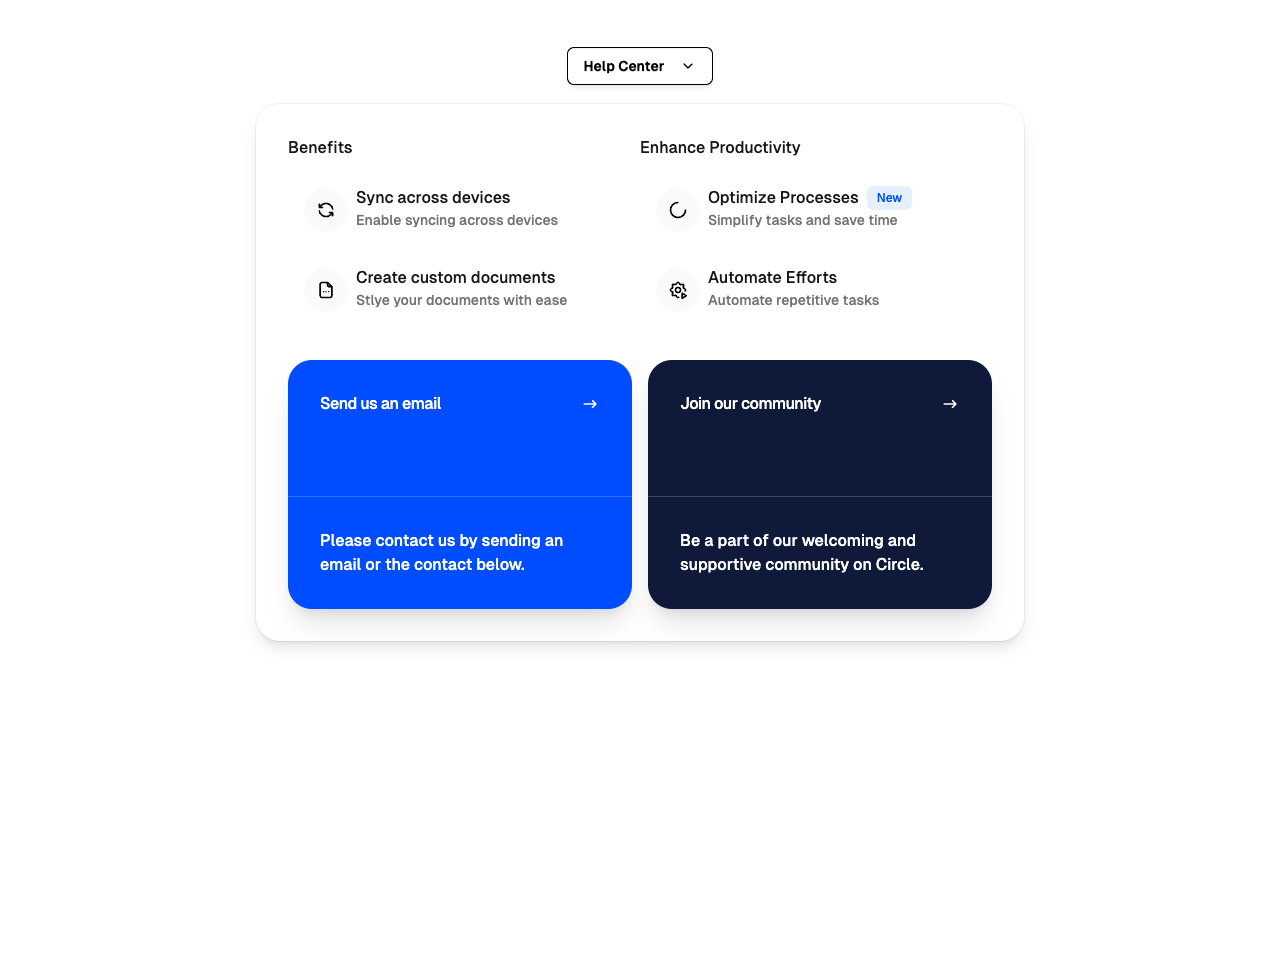 Help Center
Benefits
Sync across devices
Enable syncing across devices
Create custom documents
Stlye your documents with ease
Enhance Productivity
Optimize Processes New
Simplify tasks and save time
Automate Efforts
Automate repetitive tasks
Send us an email
Please contact us by sending an
email or the contact below.
Join our community
Be a part of our welcoming and
supportive community on Circle.